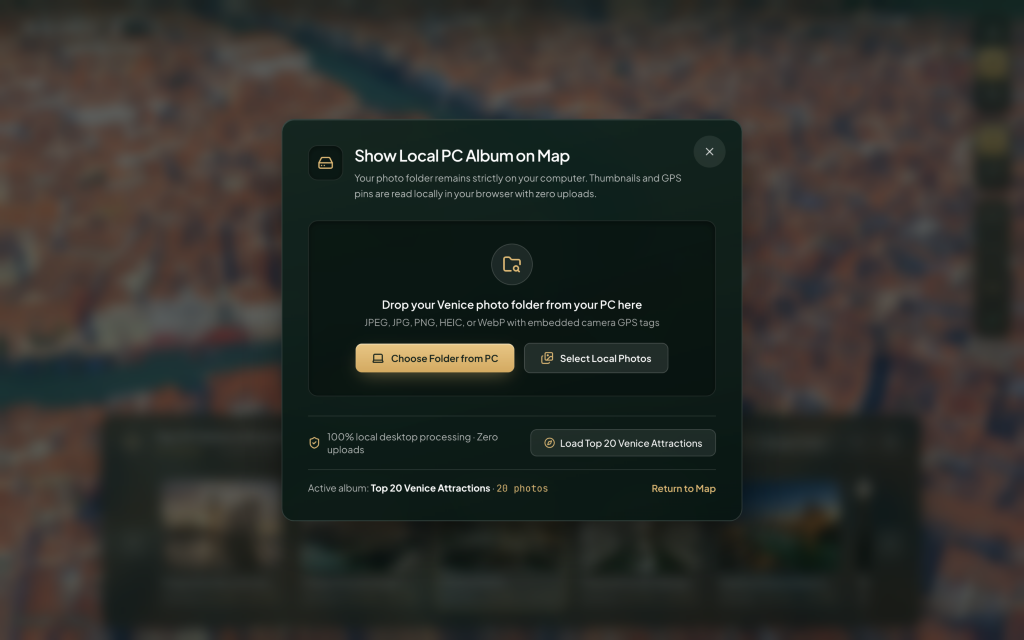 Show Local PC Album on Map
Your photo folder remains strictly on your computer. Thumbnails and GPS
pins are read locally in your browser with zero uploads.
Drop your Venice photo folder from your PC here
JPEG, JPG, PNG, HEIC, or WebP with embedded camera GPS tags
Choose Folder from PC
Select Local Photos
100% local desktop processing · Zero
uploads
Load Top 20 Venice Attractions
Active album: Top 20 Venice Attractions · 20 photos
Return to Map